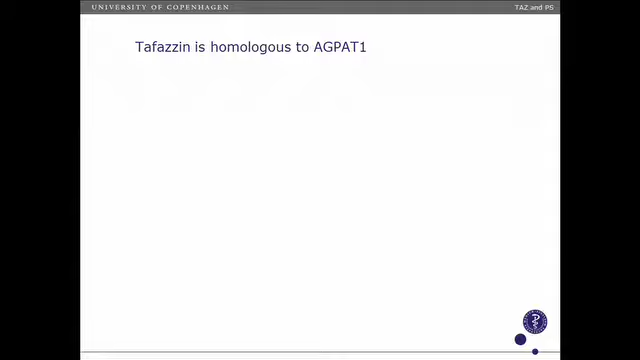 UNIVERSITY OF COPENHAGEN
TAZ and PS
Tafazzin is homologous to AGPAT1